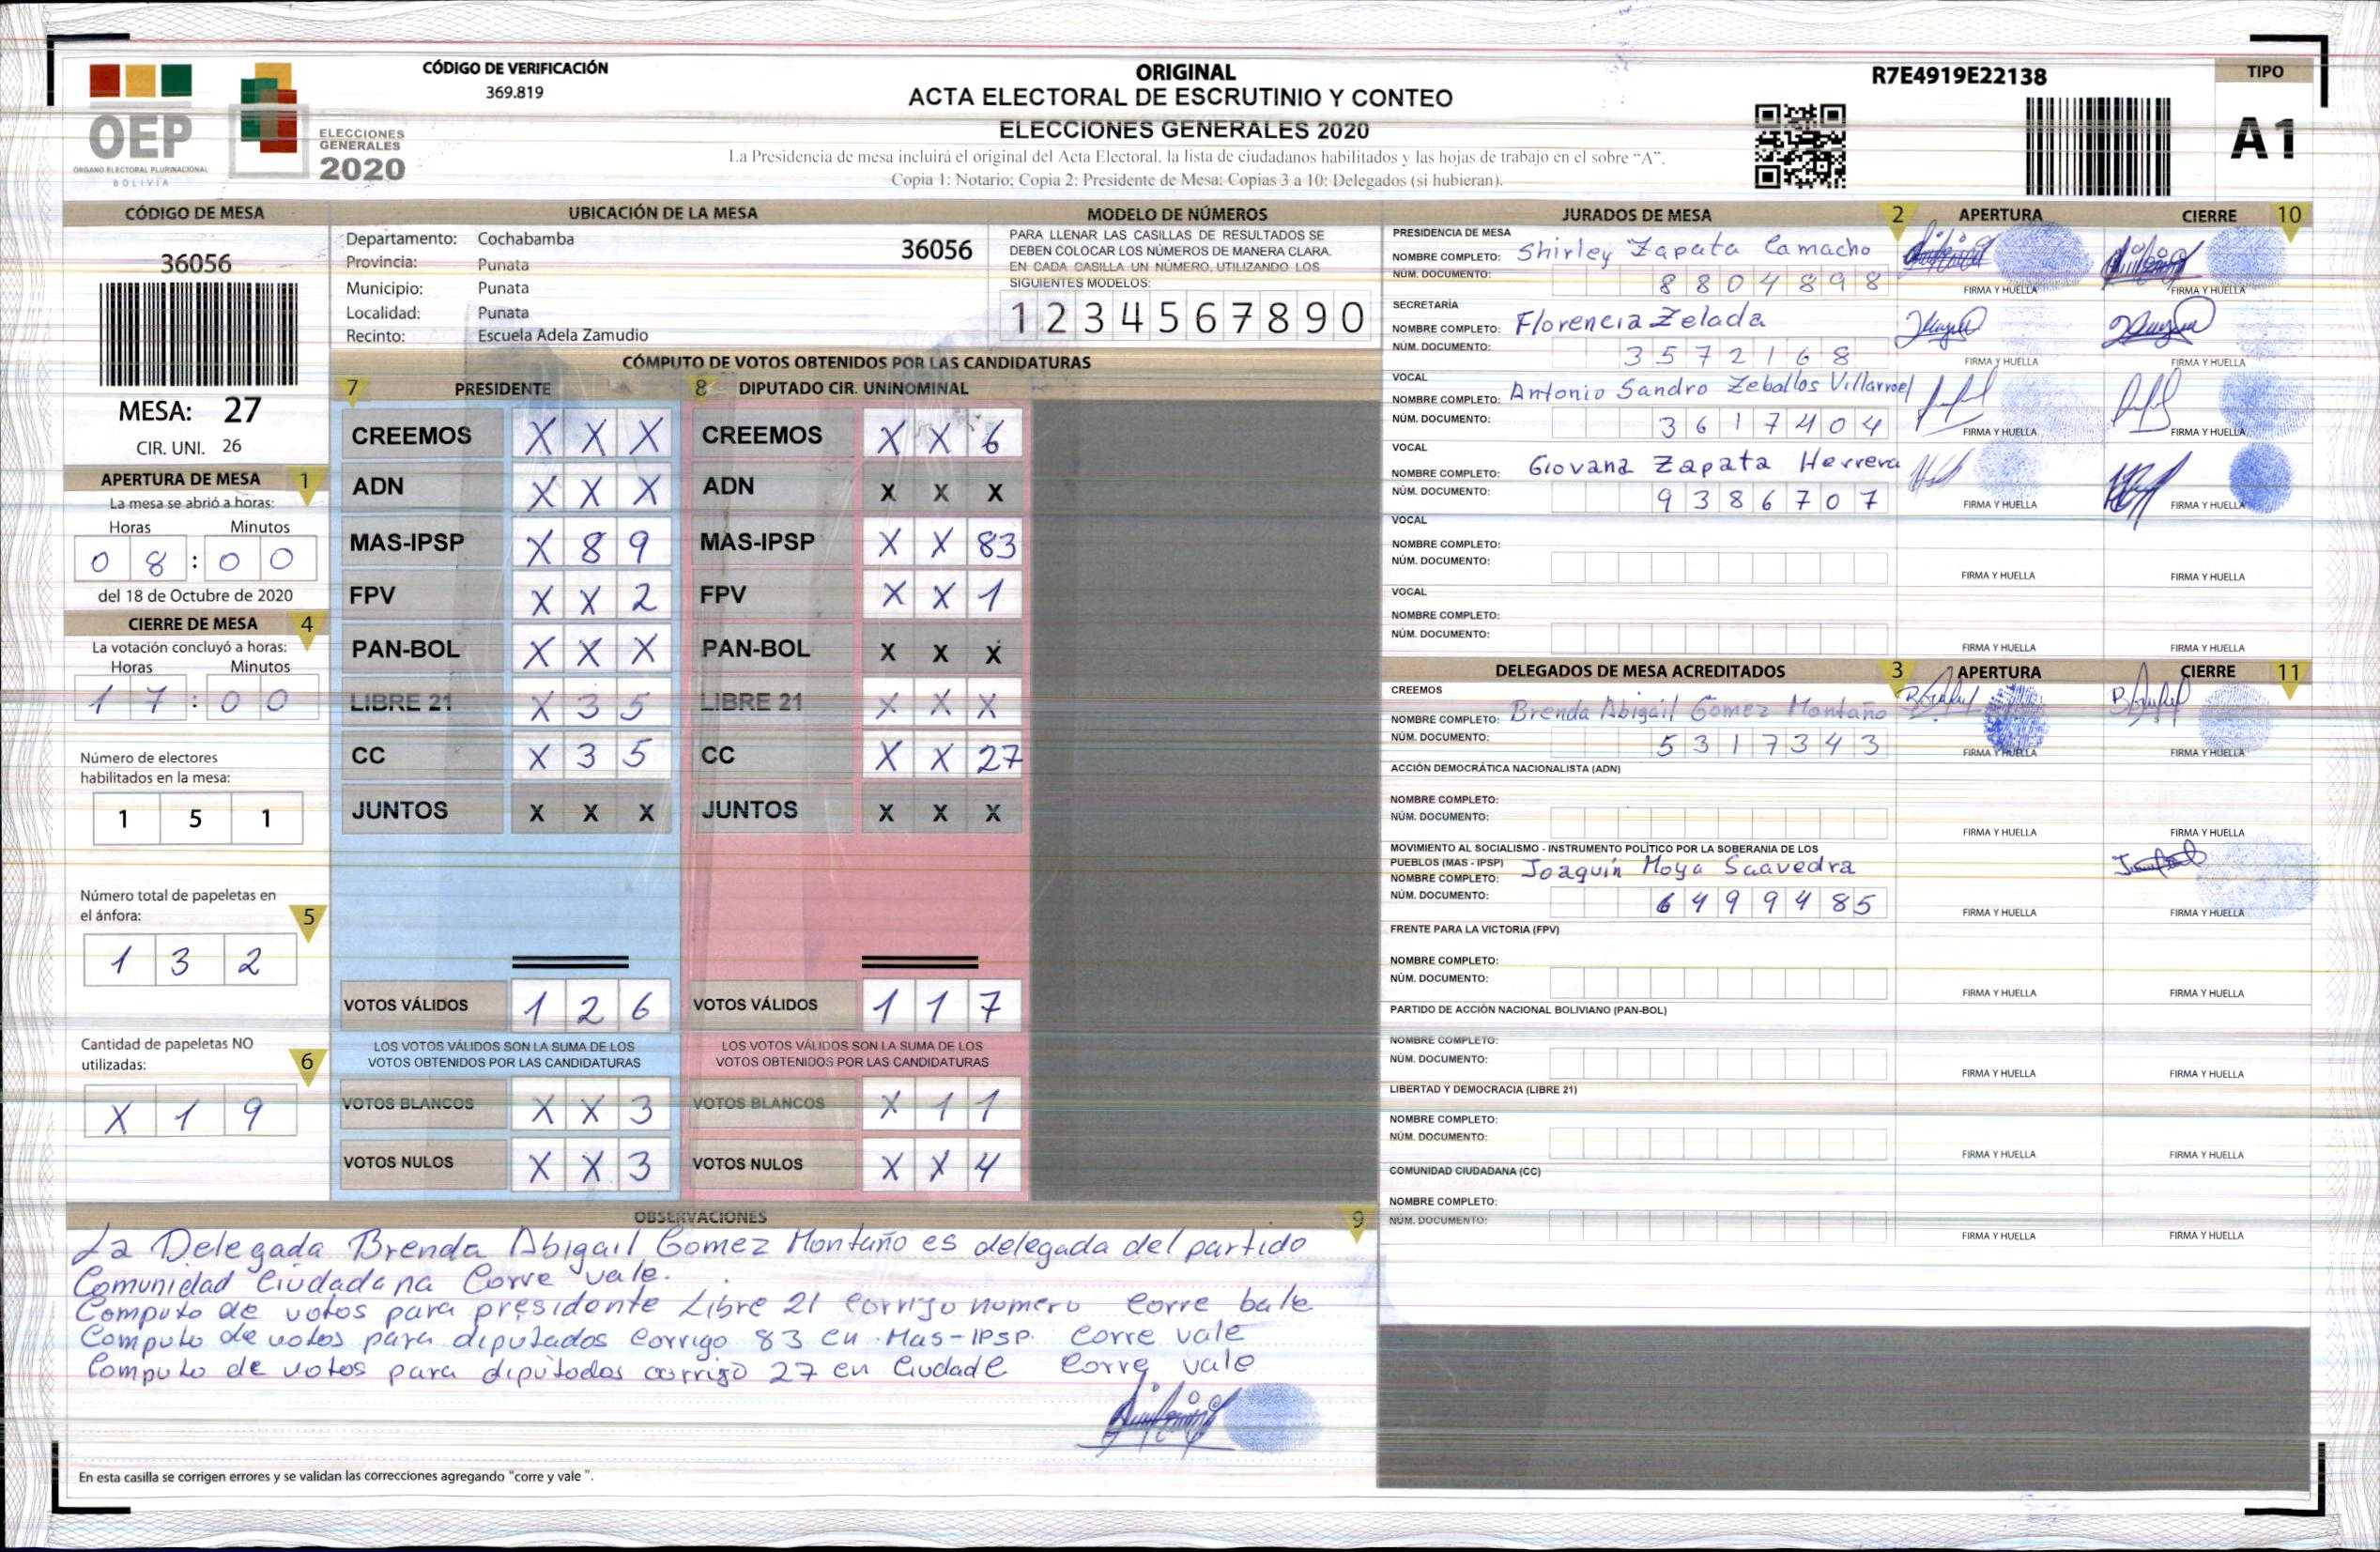 CÓDIGO DE VERIFICACIÓN
369.819
ORIGINAL
ACTA ELECTORAL DE ESCRUTINIO Y CONTEO
ELECCIONES GENERALES 2020
La Presidencia de mesa incluirá el original del Acta Electoral, la lista de ciudadanos habilitados y las hojas de trabajo en el sobre "A".
Copia 1: Notario; Copia 2: Presidente de Mesa; Copias 3 a 10: Delegados (si hubieran).
R7E4919E22138
TIPO
A1
OEP
ÓRGANO ELECTORAL PLURINACIONAL
BOLIVIA
ELECCIONES
GENERALES
2020
CÓDIGO DE MESA
36056
MESA: 27
CIR. UNI. 26
APERTURA DE MESA 1
La mesa se abrió a horas:
Horas Minutos
0 8 : 0 0
del 18 de Octubre de 2020
CIERRE DE MESA 4
La votación concluyó a horas:
Horas Minutos
1 7 : 0 0
Número de electores
habilitados en la mesa:
1 5 1
Número total de papeletas en
el ánfora: 5
1 3 2
Cantidad de papeletas NO
utilizadas: 6
X 1 9
UBICACIÓN DE LA MESA
Departamento: Cochabamba 36056
Provincia: Punata
Municipio: Punata
Localidad: Punata
Recinto: Escuela Adela Zamudio
MODELO DE NÚMEROS
PARA LLENAR LAS CASILLAS DE RESULTADOS SE
DEBEN COLOCAR LOS NÚMEROS DE MANERA CLARA.
EN CADA CASILLA UN NÚMERO, UTILIZANDO LOS
SIGUIENTES MODELOS:
1 2 3 4 5 6 7 8 9 0
CÓMPUTO DE VOTOS OBTENIDOS POR LAS CANDIDATURAS
7 PRESIDENTE 8 DIPUTADO CIR. UNINOMINAL
CREEMOS X X X CREEMOS X X 6
ADN X X X ADN X X X
MAS-IPSP X 8 9 MAS-IPSP X X 83
FPV X X 2 FPV X X 1
PAN-BOL X X X PAN-BOL X X X
LIBRE 21 X 3 5 LIBRE 21 X X X
CC X 3 5 CC X X 27
JUNTOS X X X JUNTOS X X X
VOTOS VÁLIDOS 1 2 6 VOTOS VÁLIDOS 1 1 7
LOS VOTOS VÁLIDOS SON LA SUMA DE LOS LOS VOTOS VÁLIDOS SON LA SUMA DE LOS
VOTOS OBTENIDOS POR LAS CANDIDATURAS VOTOS OBTENIDOS POR LAS CANDIDATURAS
VOTOS BLANCOS X X 3 VOTOS BLANCOS X 1 1
VOTOS NULOS X X 3 VOTOS NULOS X X 4
OBSERVACIONES 9
La Delegada Brenda Abigail Gomez Montaño es delegada del partido
Comunidad Ciudadana Corre vale.
Computo de votos para presidente Libre 21 corrijo numero corre bale
Computo de votos para diputados corrigo 83 en Mas-IPSP. Corre vale
Computo de votos para diputados corrigo 27 en Ciudade Corre vale
En esta casilla se corrigen errores y se validan las correcciones agregando "corre y vale ".
JURADOS DE MESA 2 APERTURA CIERRE 10
PRESIDENCIA DE MESA
NOMBRE COMPLETO: Shirley Zapata Camacho
NÚM. DOCUMENTO: 8 8 0 4 8 9 8
FIRMA Y HUELLA FIRMA Y HUELLA
SECRETARÍA
NOMBRE COMPLETO: Florencia Zelada
NÚM. DOCUMENTO: 3 5 7 2 1 6 8
FIRMA Y HUELLA FIRMA Y HUELLA
VOCAL
NOMBRE COMPLETO: Antonio Sandro Zeballos Villarroel
NÚM. DOCUMENTO: 3 6 1 7 4 0 4
FIRMA Y HUELLA FIRMA Y HUELLA
VOCAL
NOMBRE COMPLETO: Giovana Zapata Herrera
NÚM. DOCUMENTO: 9 3 8 6 7 0 7
FIRMA Y HUELLA FIRMA Y HUELLA
VOCAL
NOMBRE COMPLETO:
NÚM. DOCUMENTO:
FIRMA Y HUELLA FIRMA Y HUELLA
VOCAL
NOMBRE COMPLETO:
NÚM. DOCUMENTO:
FIRMA Y HUELLA FIRMA Y HUELLA
DELEGADOS DE MESA ACREDITADOS 3 APERTURA CIERRE 11
CREEMOS
NOMBRE COMPLETO: Brenda Abigail Gomez Montaño
NÚM. DOCUMENTO: 5 3 1 7 3 4 3
FIRMA Y HUELLA FIRMA Y HUELLA
ACCIÓN DEMOCRÁTICA NACIONALISTA (ADN)
NOMBRE COMPLETO:
NÚM. DOCUMENTO:
FIRMA Y HUELLA FIRMA Y HUELLA
MOVIMIENTO AL SOCIALISMO - INSTRUMENTO POLÍTICO POR LA SOBERANIA DE LOS
PUEBLOS (MAS - IPSP)
NOMBRE COMPLETO: Joaquín Moya Saavedra
NÚM. DOCUMENTO: 6 4 9 9 4 8 5
FIRMA Y HUELLA FIRMA Y HUELLA
FRENTE PARA LA VICTORIA (FPV)
NOMBRE COMPLETO:
NÚM. DOCUMENTO:
FIRMA Y HUELLA FIRMA Y HUELLA
PARTIDO DE ACCIÓN NACIONAL BOLIVIANO (PAN-BOL)
NOMBRE COMPLETO:
NÚM. DOCUMENTO:
FIRMA Y HUELLA FIRMA Y HUELLA
LIBERTAD Y DEMOCRACIA (LIBRE 21)
NOMBRE COMPLETO:
NÚM. DOCUMENTO:
FIRMA Y HUELLA FIRMA Y HUELLA
COMUNIDAD CIUDADANA (CC)
NOMBRE COMPLETO:
NÚM. DOCUMENTO:
FIRMA Y HUELLA FIRMA Y HUELLA